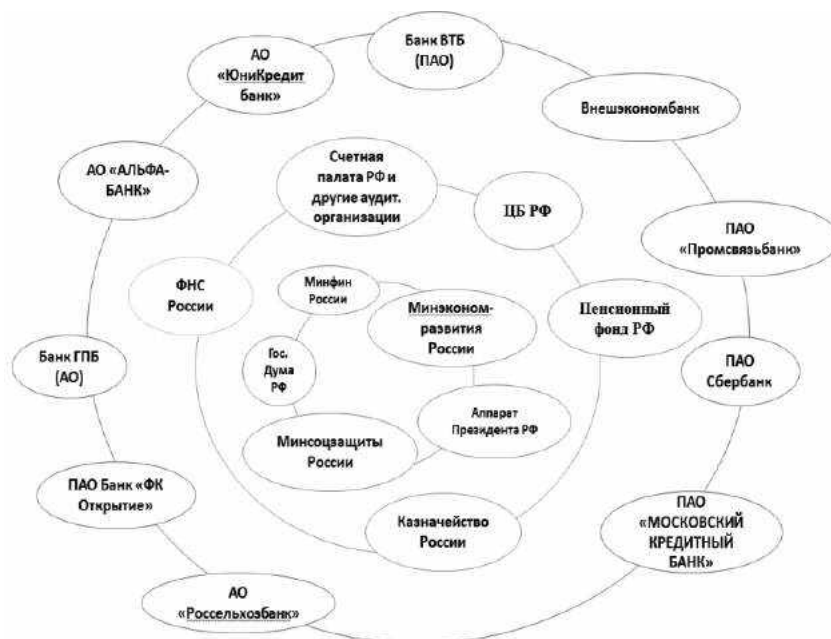 АО
«ЮниКредит
банк»
Банк ВТБ
(ПАО)
Внешэкономбанк
АО «АЛЬФА-
БАНК»
Счетная
палата РФ и
другие аудит.
организации
ЦБ РФ
ПАО
«Промсвязьбанк»
ФНС
России
Минфин
России
Минэконом-
развития
России
Пенсионный
фонд РФ
Банк ГПБ
(АО)
Гос.
Дума
РФ
ПАО
Сбербанк
Аппарат
Президента РФ
Минсоцзащиты
России
ПАО Банк «ФК
Открытие»
Казначейство
России
ПАО
«МОСКОВСКИЙ
КРЕДИТНЫЙ
БАНК»
АО
«Россельхозбанк»